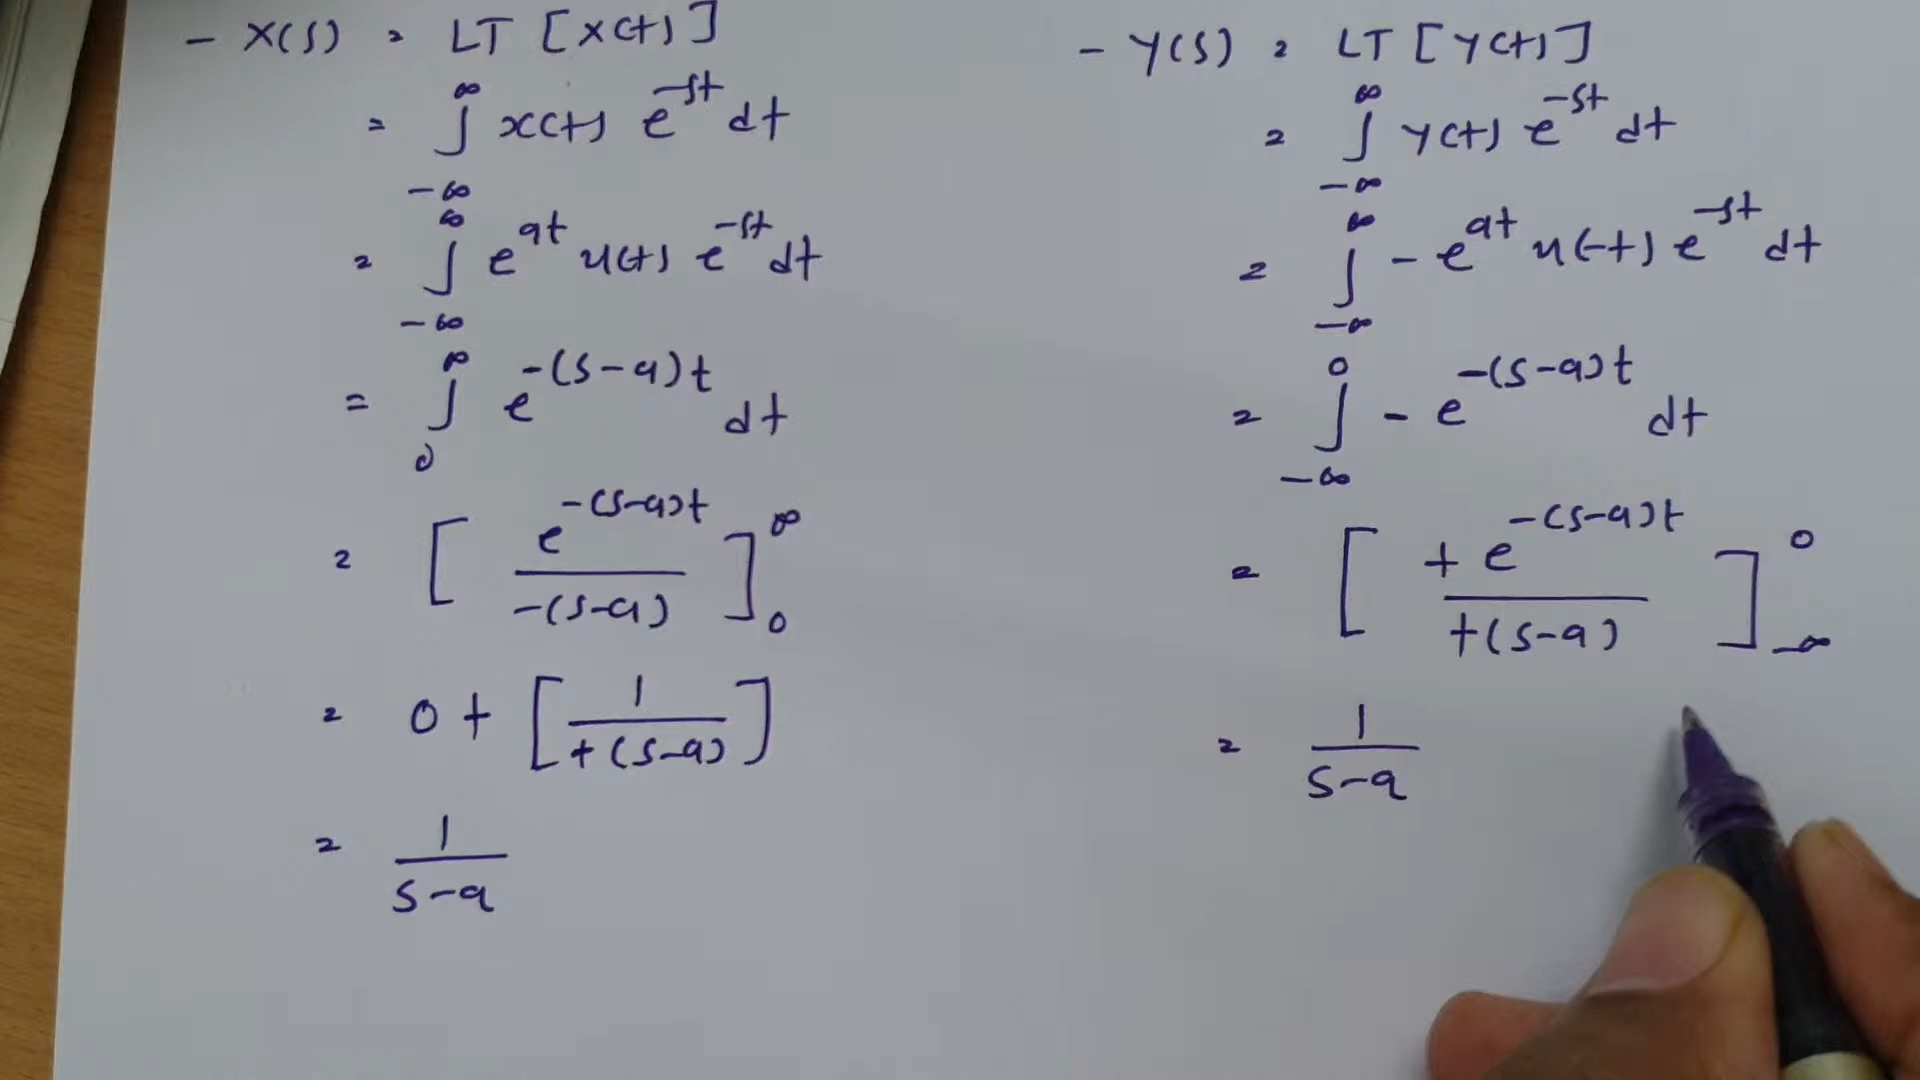 - X(s) = LT [x(t)]
= ∫_{-∞}^{∞} x(t) e^{-st} dt
= ∫_{-∞}^{∞} e^{at} u(t) e^{-st} dt
= ∫_{0}^{∞} e^{-(s-a)t} dt
= [ e^{-(s-a)t} / -(s-a) ]_{0}^{∞}
= 0 + [ 1 / +(s-a) ]
= 1 / s-a
- Y(s) = LT [y(t)]
= ∫_{-∞}^{∞} y(t) e^{-st} dt
= ∫_{-∞}^{∞} - e^{at} u(-t) e^{-st} dt
= ∫_{-∞}^{0} - e^{-(s-a)t} dt
= [ + e^{-(s-a)t} / +(s-a) ]_{-∞}^{0}
= 1 / s-a